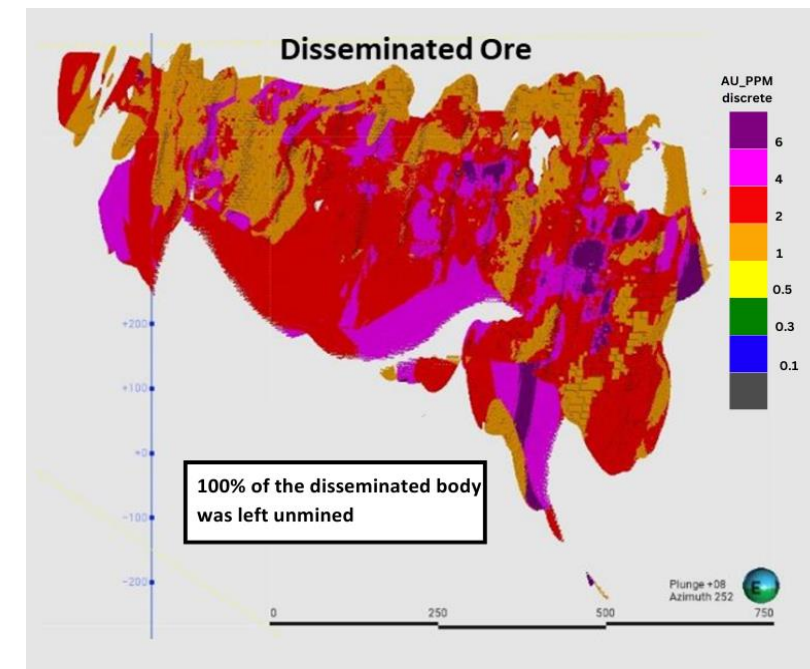 Disseminated Ore
AU_PPM
discrete
6
4
2
1
0.5
0.3
0.1
+200
+100
+0
-100
-200
100% of the disseminated body
was left unmined
Plunge +08
Azimuth 252
E
0 250 500 750